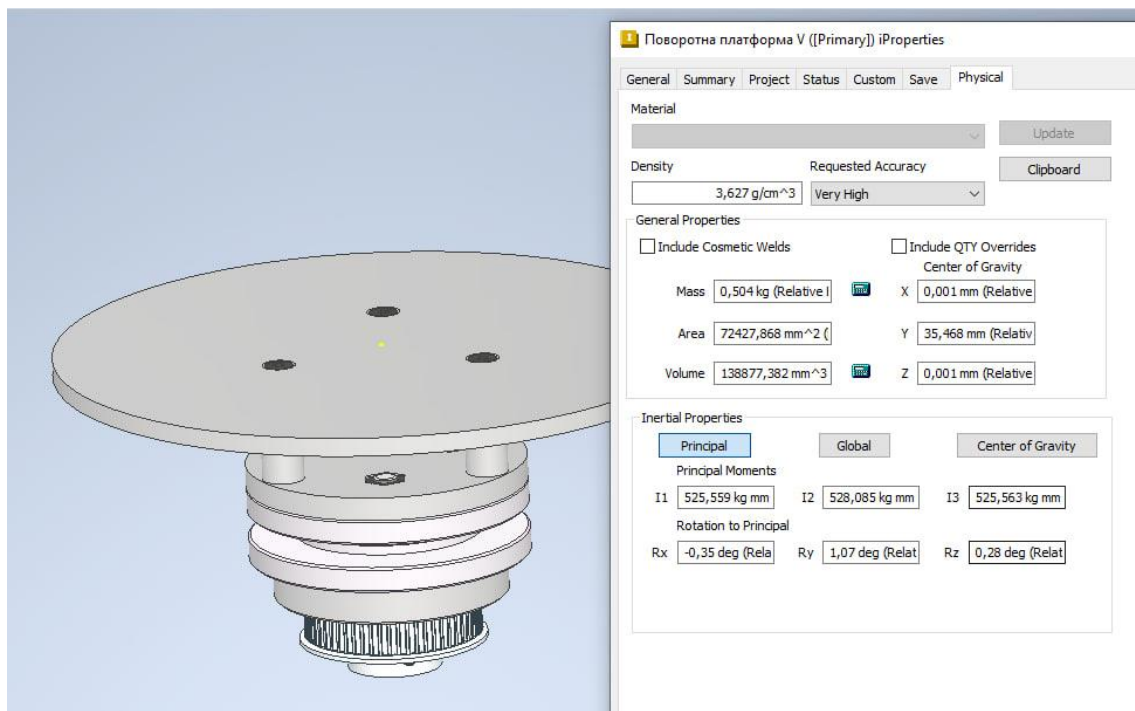 Поворотна платформа V ([Primary]) iProperties
General Summary Project Status Custom Save Physical
Material
Update
Density Requested Accuracy Clipboard
3,627 g/cm^3 Very High
General Properties
Include Cosmetic Welds Include QTY Overrides
Center of Gravity
Mass 0,504 kg (Relative X 0,001 mm (Relative
Area 72427,868 mm^2 ( Y 35,468 mm (Relativ
Volume 138877,382 mm^3 Z 0,001 mm (Relative
Inertial Properties
Principal Global Center of Gravity
Principal Moments
I1 525,559 kg mm I2 528,085 kg mm I3 525,563 kg mm
Rotation to Principal
Rx -0,35 deg (Rela Ry 1,07 deg (Relat Rz 0,28 deg (Relat